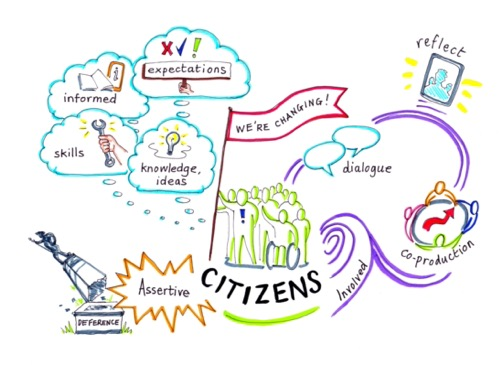 expectations
informed
skills
knowledge,
ideas
WE'RE CHANGING!
reflect
dialogue
co-production
Involved
CITIZENS
Assertive
DEFERENCE